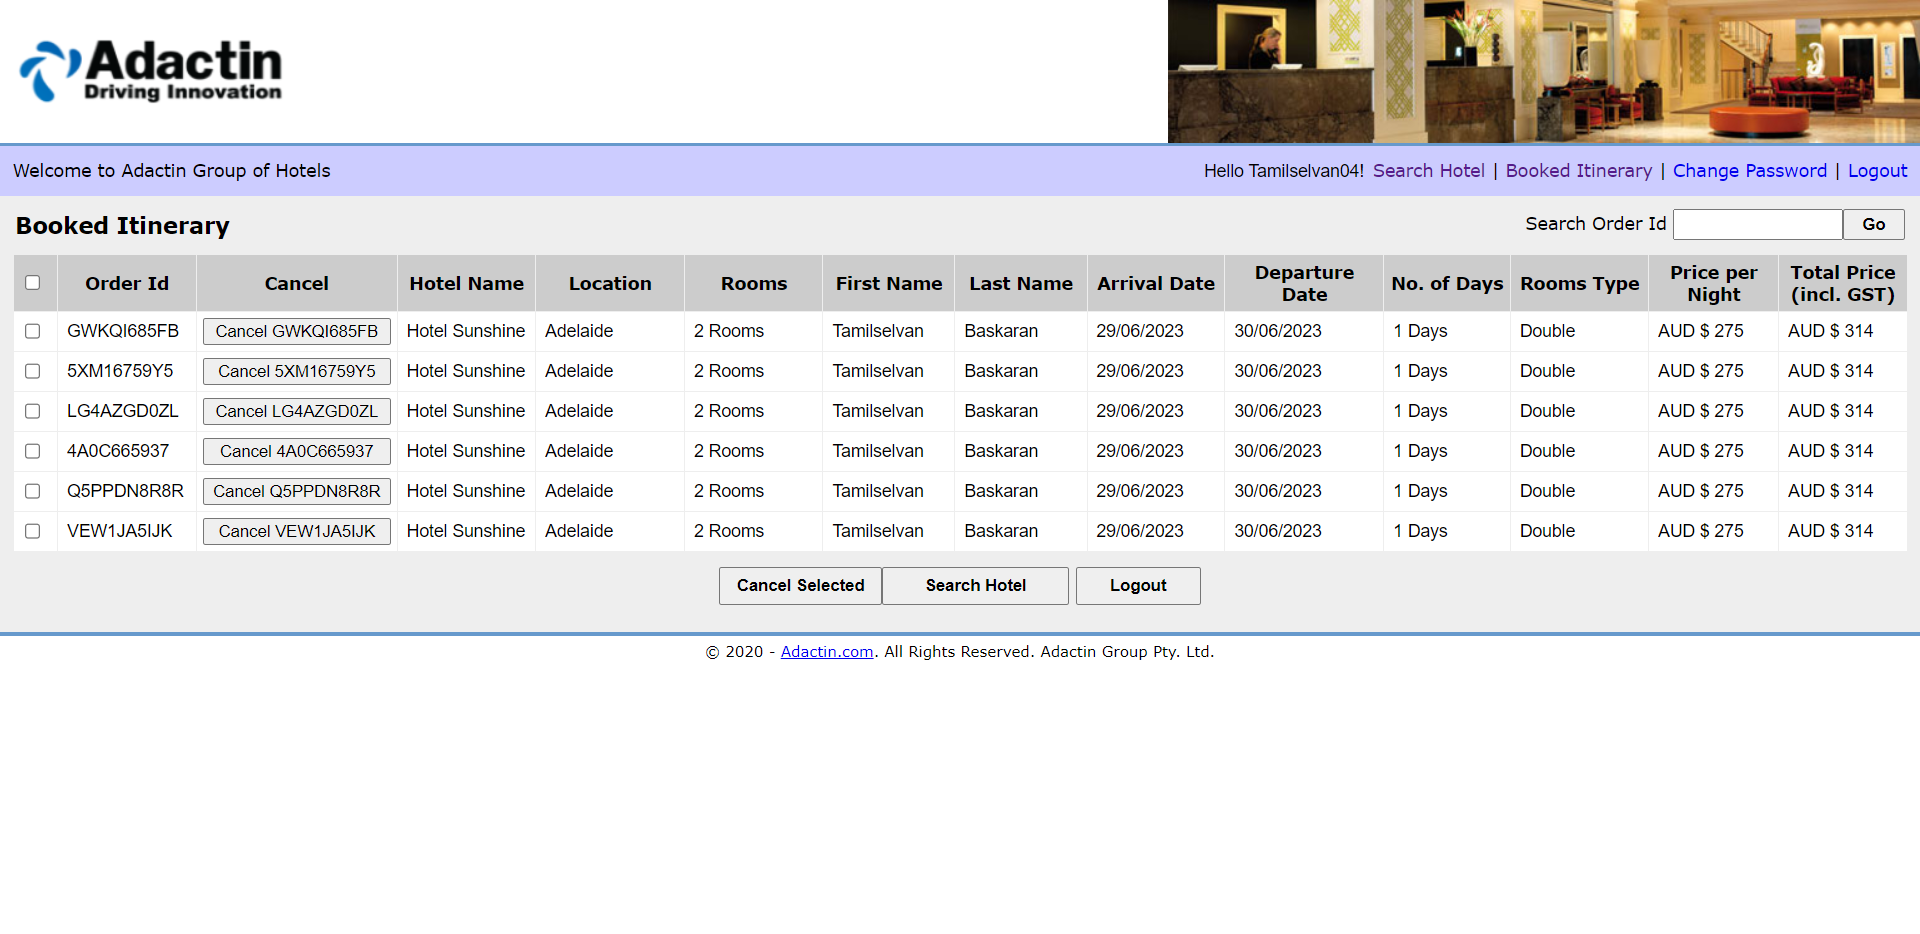 Adactin
Driving Innovation
Welcome to Adactin Group of Hotels
Hello Tamilselvan04! Search Hotel | Booked Itinerary | Change Password | Logout
Booked Itinerary
Search Order Id Go
Order Id Cancel Hotel Name Location Rooms First Name Last Name Arrival Date Departure Date No. of Days Rooms Type Price per Night Total Price (incl. GST)
GWKQI685FB Cancel GWKQI685FB Hotel Sunshine Adelaide 2 Rooms Tamilselvan Baskaran 29/06/2023 30/06/2023 1 Days Double AUD $ 275 AUD $ 314
5XM16759Y5 Cancel 5XM16759Y5 Hotel Sunshine Adelaide 2 Rooms Tamilselvan Baskaran 29/06/2023 30/06/2023 1 Days Double AUD $ 275 AUD $ 314
LG4AZGD0ZL Cancel LG4AZGD0ZL Hotel Sunshine Adelaide 2 Rooms Tamilselvan Baskaran 29/06/2023 30/06/2023 1 Days Double AUD $ 275 AUD $ 314
4A0C665937 Cancel 4A0C665937 Hotel Sunshine Adelaide 2 Rooms Tamilselvan Baskaran 29/06/2023 30/06/2023 1 Days Double AUD $ 275 AUD $ 314
Q5PPDN8R8R Cancel Q5PPDN8R8R Hotel Sunshine Adelaide 2 Rooms Tamilselvan Baskaran 29/06/2023 30/06/2023 1 Days Double AUD $ 275 AUD $ 314
VEW1JA5IJK Cancel VEW1JA5IJK Hotel Sunshine Adelaide 2 Rooms Tamilselvan Baskaran 29/06/2023 30/06/2023 1 Days Double AUD $ 275 AUD $ 314
Cancel Selected Search Hotel Logout
© 2020 - Adactin.com. All Rights Reserved. Adactin Group Pty. Ltd.